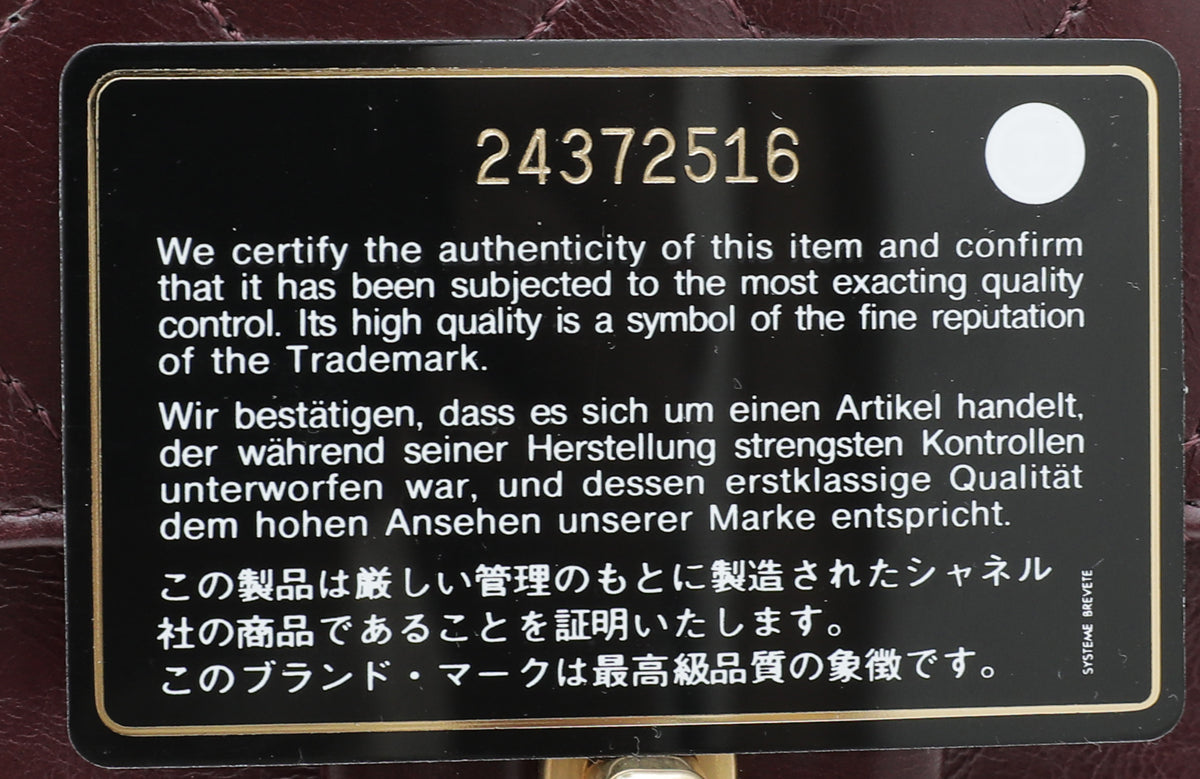 24372516
We certify the authenticity of this item and confirm
that it has been subjected to the most exacting quality
control. Its high quality is a symbol of the fine reputation
of the Trademark.
Wir bestätigen, dass es sich um einen Artikel handelt,
der während seiner Herstellung strengsten Kontrollen
unterworfen war, und dessen erstklassige Qualität
dem hohen Ansehen unserer Marke entspricht.
この製品は厳しい管理のもとに製造されたシャネル
社の商品であることを証明いたします。
このブランド・マークは最高級品質の象徴です。
SYSTEME BREVETE